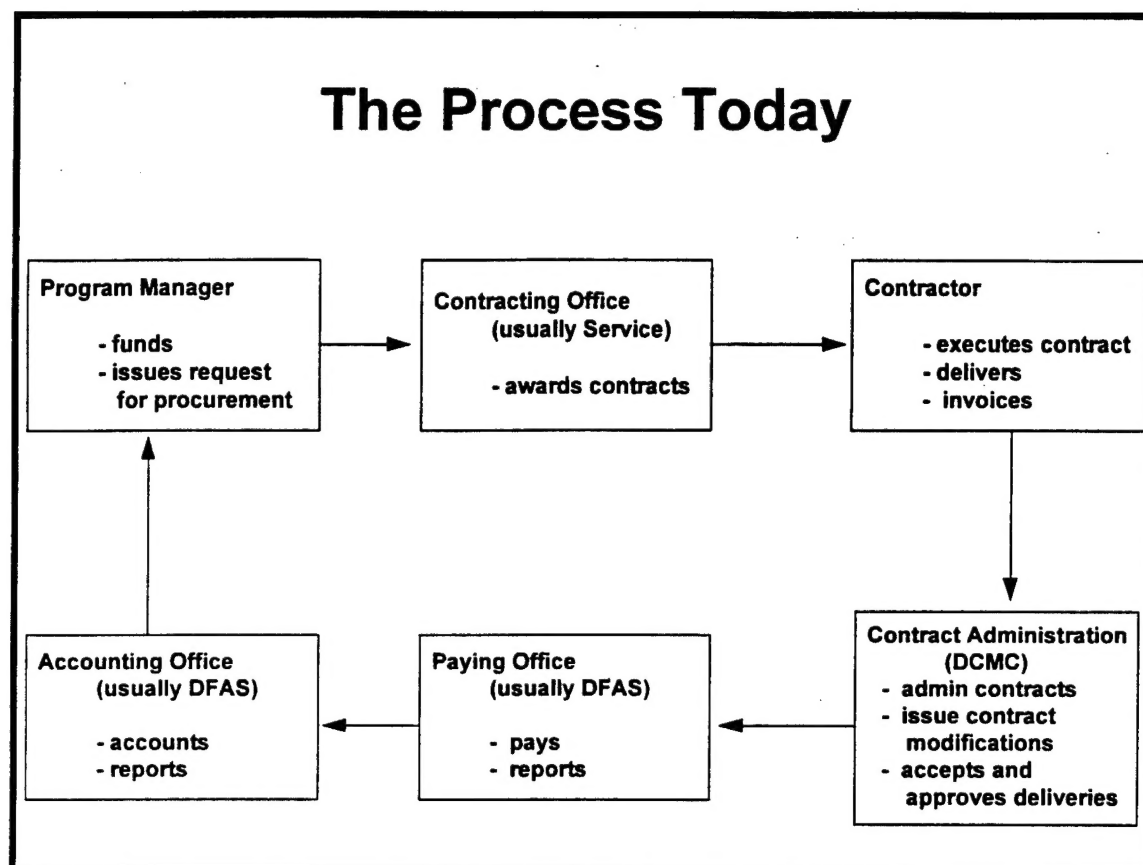 The Process Today
Program Manager
- funds
- issues request
for procurement
Contracting Office
(usually Service)
- awards contracts
Contractor
- executes contract
- delivers
- invoices
Contract Administration
(DCMC)
- admin contracts
- issue contract
modifications
- accepts and
approves deliveries
Paying Office
(usually DFAS)
- pays
- reports
Accounting Office
(usually DFAS)
- accounts
- reports